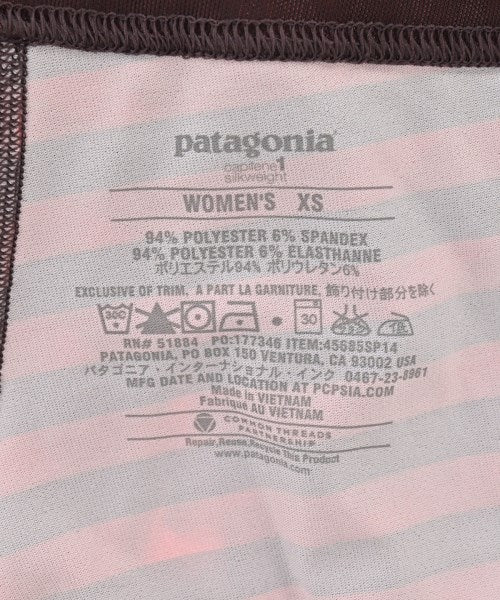 patagonia®
capilene 1
silkweight
WOMEN'S XS
94% POLYESTER 6% SPANDEX
94% POLYESTER 6% ELASTHANNE
ポリエステル94% ポリウレタン6%
EXCLUSIVE OF TRIM. A PART LA GARNITURE. 飾り付け部分を除く
30C 30
RN# 51884 PO:177346 ITEM:45685SP14
PATAGONIA, PO BOX 150 VENTURA, CA 93002 USA
パタゴニア・インターナショナル・インク 0467-23-8961
MFG DATE AND LOCATION AT PCPSIA.COM
Made in VIETNAM
Fabriqué AU VIETNAM
COMMON THREADS
PARTNERSHIP®
Repair, Reuse, Recycle This Product
www.patagonia.com